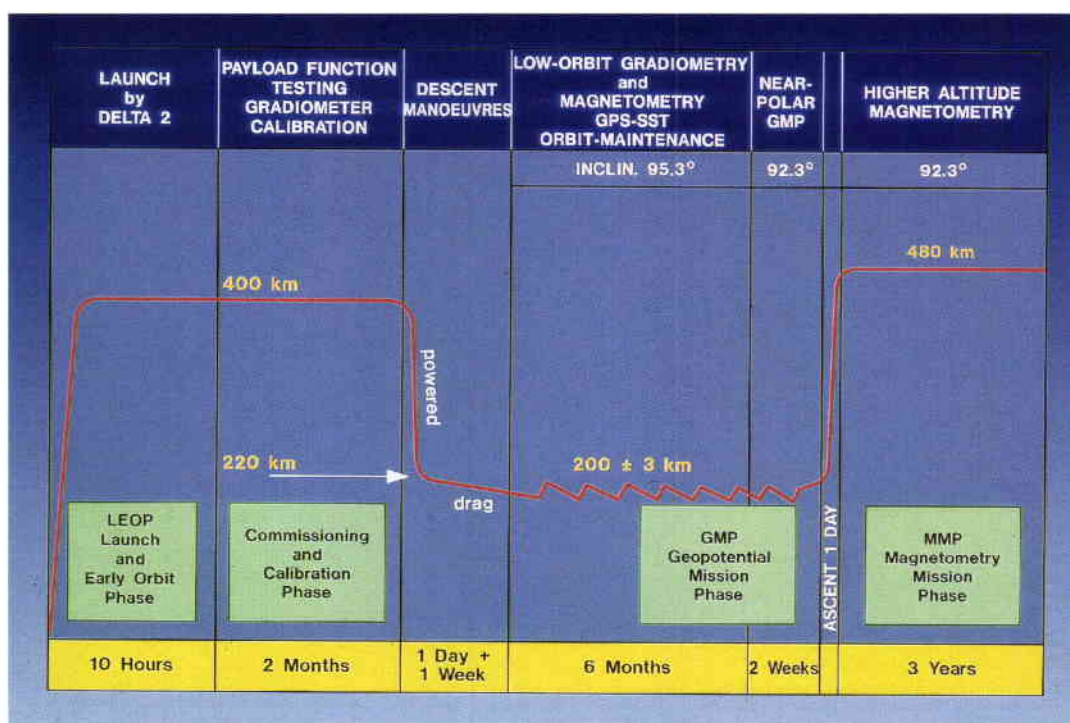 LAUNCH
by
DELTA 2
PAYLOAD FUNCTION
TESTING
GRADIOMETER
CALIBRATION
DESCENT
MANOEUVRES
LOW-ORBIT GRADIOMETRY
and
MAGNETOMETRY
GPS-SST
ORBIT-MAINTENANCE
NEAR-
POLAR
GMP
HIGHER ALTITUDE
MAGNETOMETRY
INCLIN. 95.3°
92.3°
92.3°
400 km
480 km
powered
220 km
200 ± 3 km
drag
LEOP
Launch
and
Early Orbit
Phase
Commissioning
and
Calibration
Phase
GMP
Geopotential
Mission
Phase
ASCENT 1 DAY
MMP
Magnetometry
Mission
Phase
10 Hours
2 Months
1 Day +
1 Week
6 Months
2 Weeks
3 Years